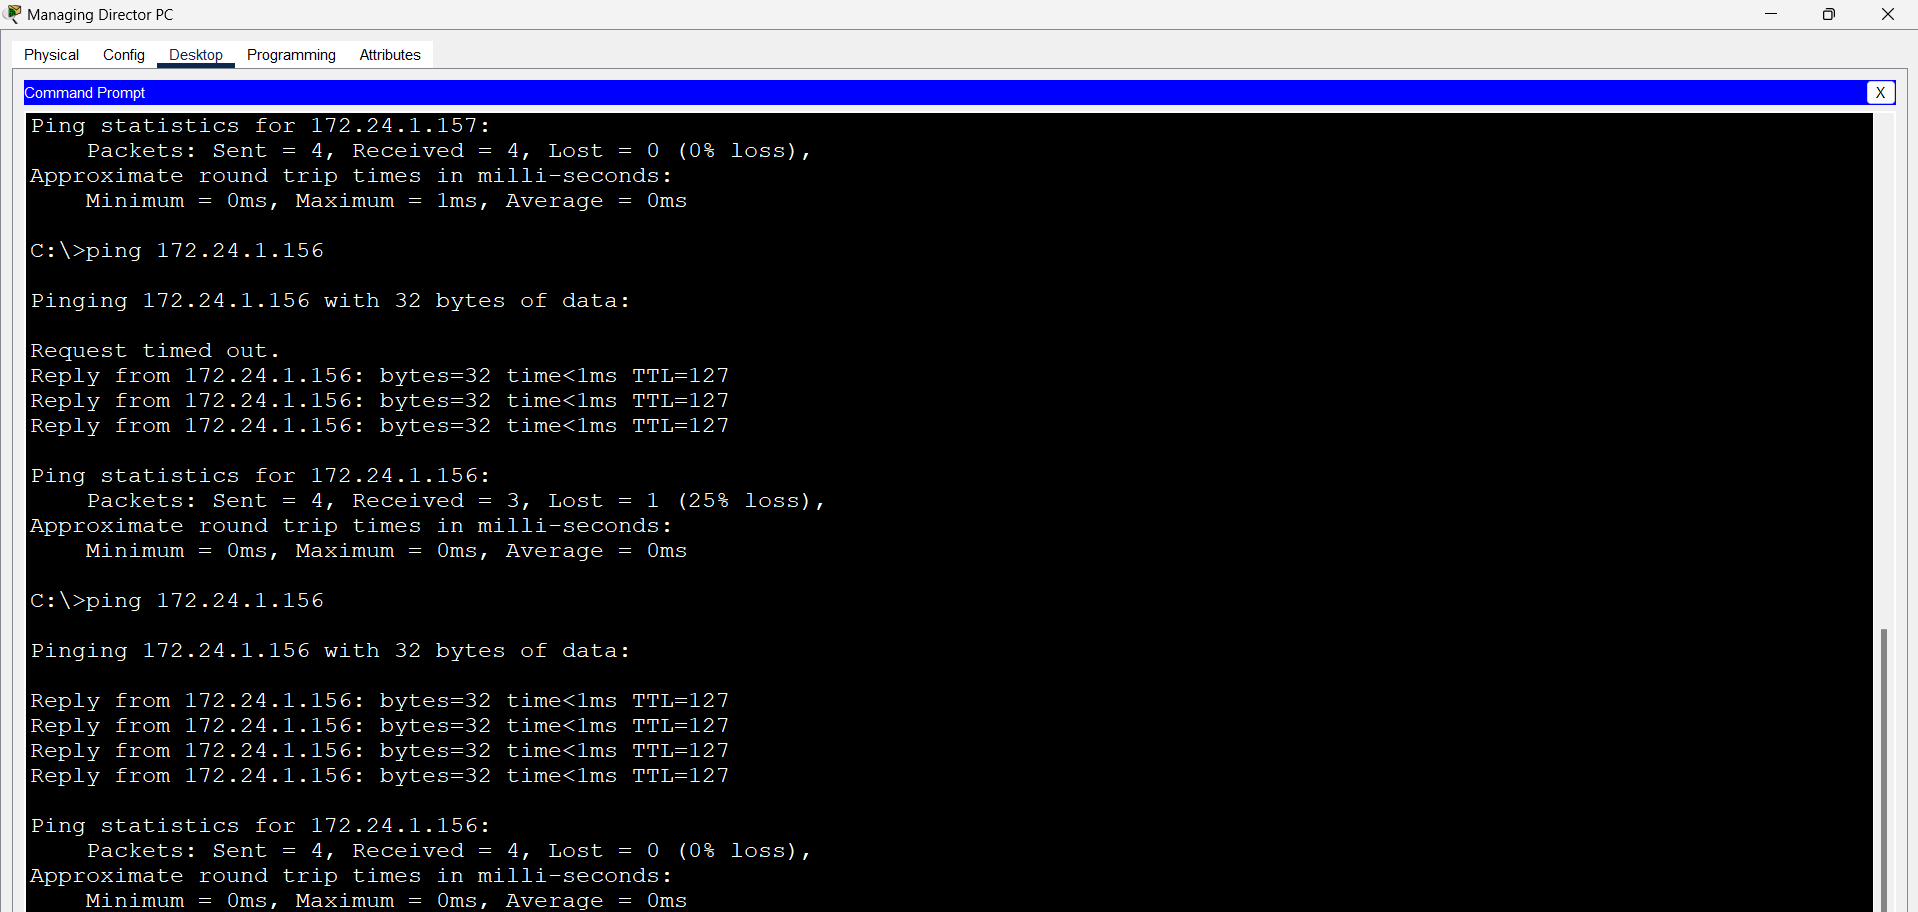 Managing Director PC
Physical Config Desktop Programming Attributes
Command Prompt X
Ping statistics for 172.24.1.157:
    Packets: Sent = 4, Received = 4, Lost = 0 (0% loss),
Approximate round trip times in milli-seconds:
    Minimum = 0ms, Maximum = 1ms, Average = 0ms
C:\>ping 172.24.1.156
Pinging 172.24.1.156 with 32 bytes of data:
Request timed out.
Reply from 172.24.1.156: bytes=32 time<1ms TTL=127
Reply from 172.24.1.156: bytes=32 time<1ms TTL=127
Reply from 172.24.1.156: bytes=32 time<1ms TTL=127
Ping statistics for 172.24.1.156:
    Packets: Sent = 4, Received = 3, Lost = 1 (25% loss),
Approximate round trip times in milli-seconds:
    Minimum = 0ms, Maximum = 0ms, Average = 0ms
C:\>ping 172.24.1.156
Pinging 172.24.1.156 with 32 bytes of data:
Reply from 172.24.1.156: bytes=32 time<1ms TTL=127
Reply from 172.24.1.156: bytes=32 time<1ms TTL=127
Reply from 172.24.1.156: bytes=32 time<1ms TTL=127
Reply from 172.24.1.156: bytes=32 time<1ms TTL=127
Ping statistics for 172.24.1.156:
    Packets: Sent = 4, Received = 4, Lost = 0 (0% loss),
Approximate round trip times in milli-seconds:
    Minimum = 0ms, Maximum = 0ms, Average = 0ms